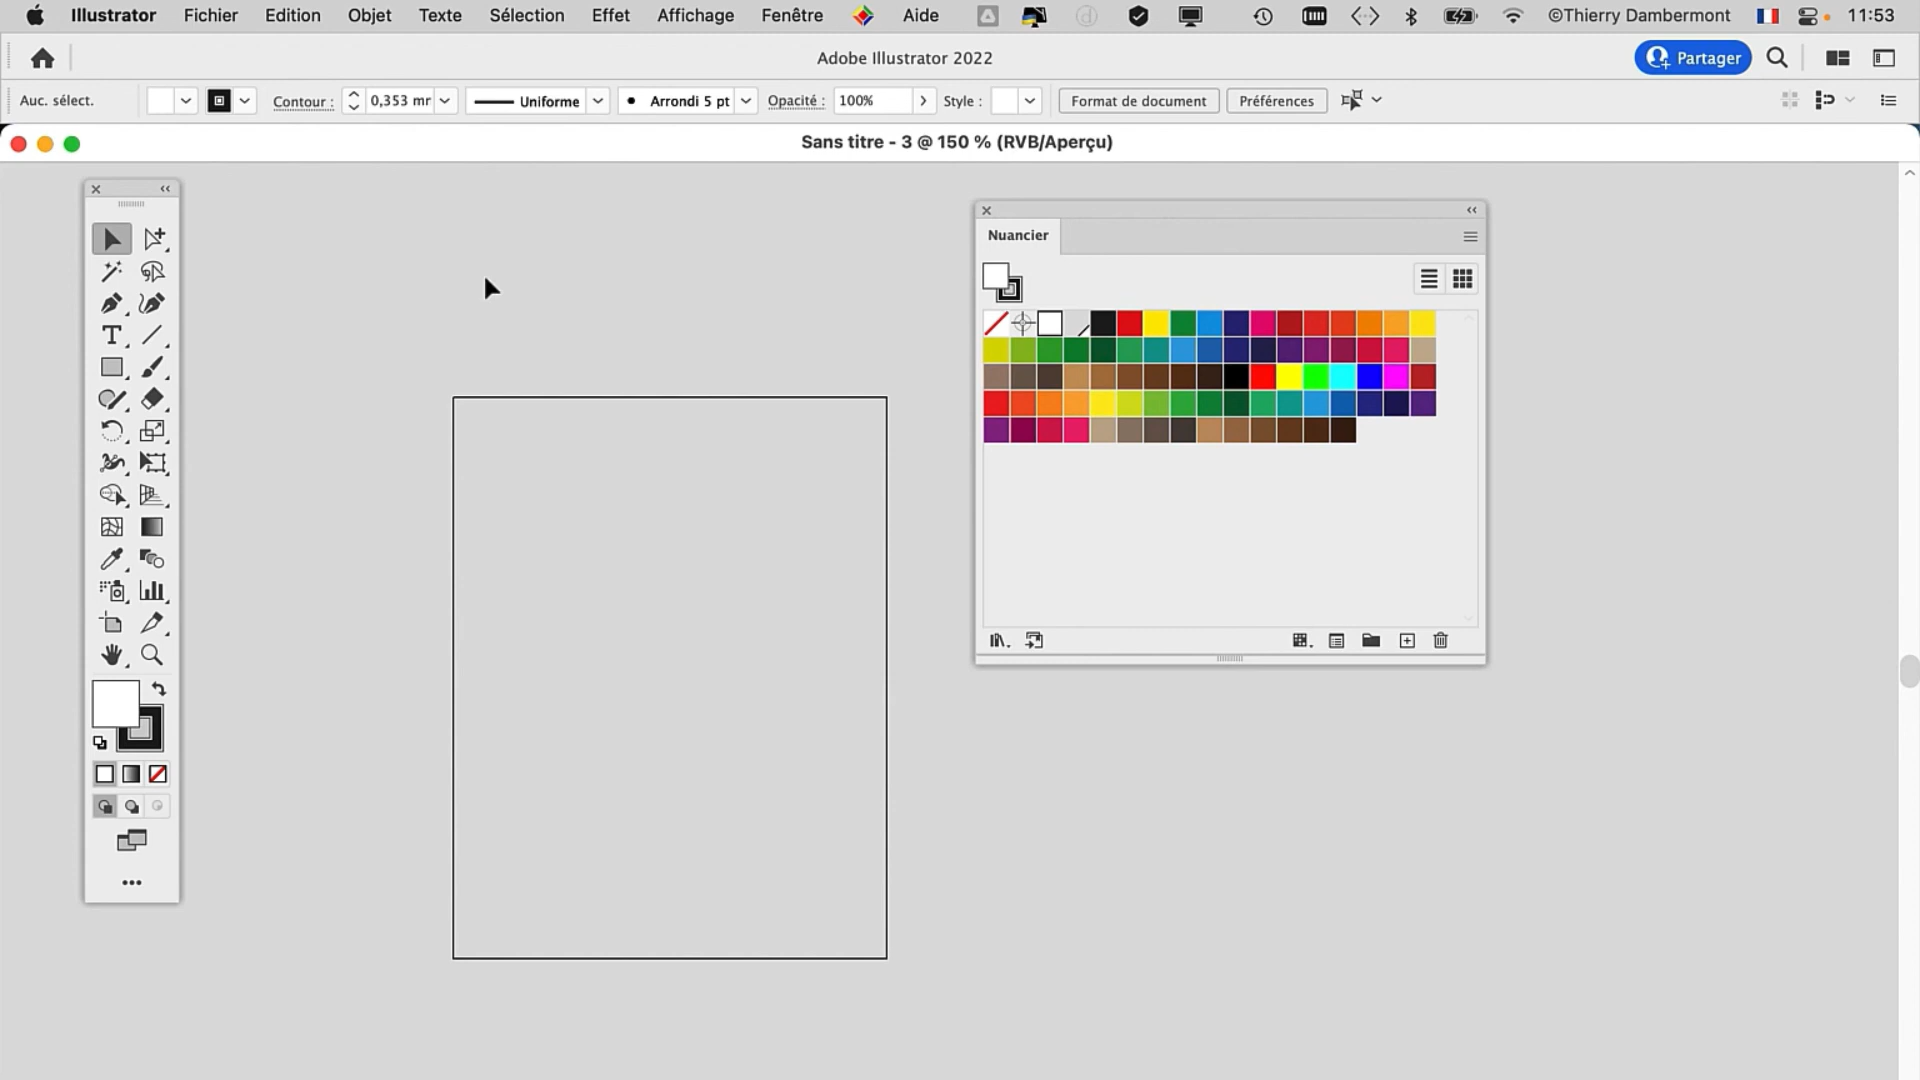 Illustrator Fichier Edition Objet Texte Sélection Effet Affichage Fenêtre Aide ©Thierry Dambermont 11:53
Adobe Illustrator 2022
Partager
Auc. sélect.
Contour :
0,353 mr
Uniforme
Arrondi 5 pt
Opacité :
100%
Style :
Format de document
Préférences
Sans titre - 3 @ 150 % (RVB/Aperçu)
Nuancier